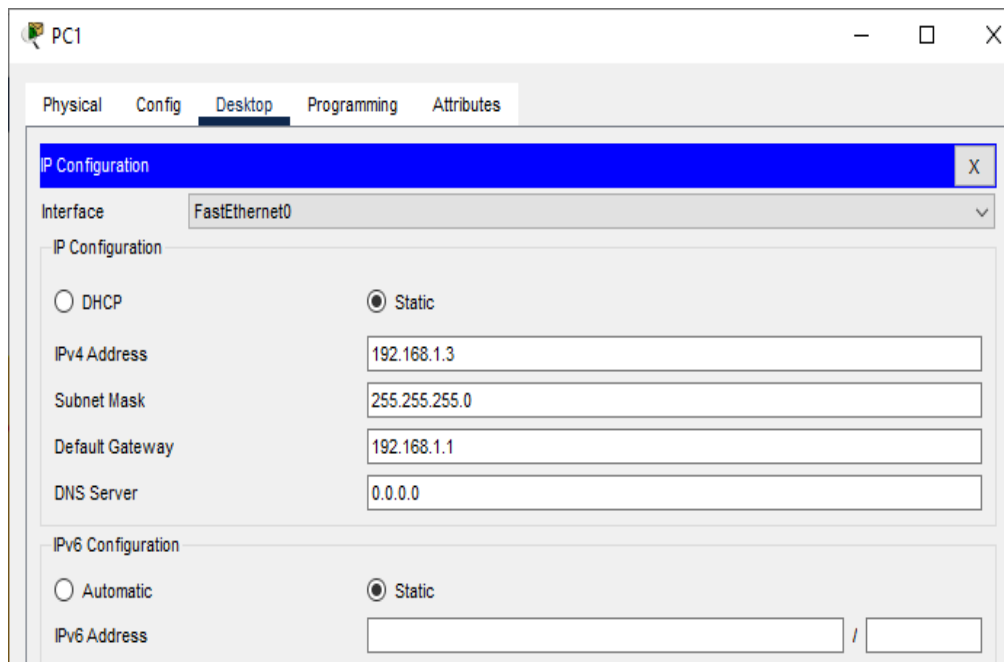 PC1
Physical Config Desktop Programming Attributes
IP Configuration X
Interface FastEthernet0
IP Configuration
DHCP Static
IPv4 Address 192.168.1.3
Subnet Mask 255.255.255.0
Default Gateway 192.168.1.1
DNS Server 0.0.0.0
IPv6 Configuration
Automatic Static
IPv6 Address /